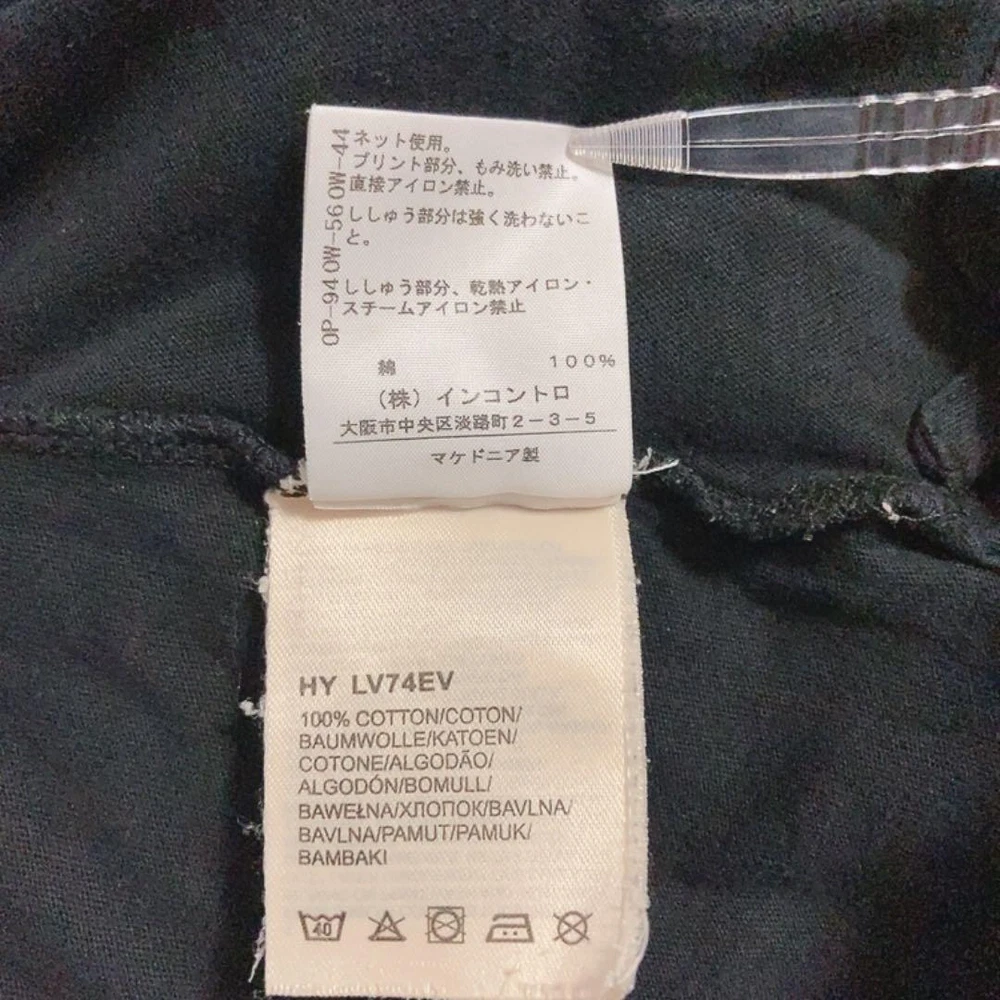 ネット使用。
プリント部分、もみ洗い禁止。
直接アイロン禁止。
ししゅう部分は強く洗わないこ
と。
ししゅう部分、乾熱アイロン・
スチームアイロン禁止
0P-94 0W-56 0W-44
綿 100%
(株) インコントロ
大阪市中央区淡路町2-3-5
マケドニア製
HY LV74EV
100% COTTON/COTON/
BAUMWOLLE/KATOEN/
COTONE/ALGODÃO/
ALGODÓN/BOMULL/
BAWEŁNA/ХЛОПОК/BAVLNA/
BAVLNA/PAMUT/PAMUK/
BAMBAKI
40